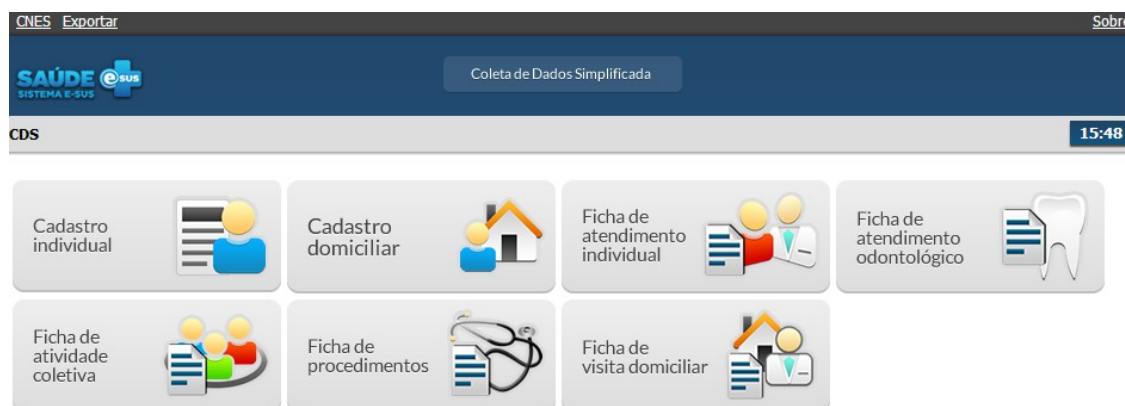 CNES Exportar
Sobre
SAÚDE e sus
SISTEMA E-SUS
Coleta de Dados Simplificada
CDS
15:48
Cadastro
individual
Cadastro
domiciliar
Ficha de
atendimento
individual
Ficha de
atendimento
odontológico
Ficha de
atividade
coletiva
Ficha de
procedimentos
Ficha de
visita domiciliar